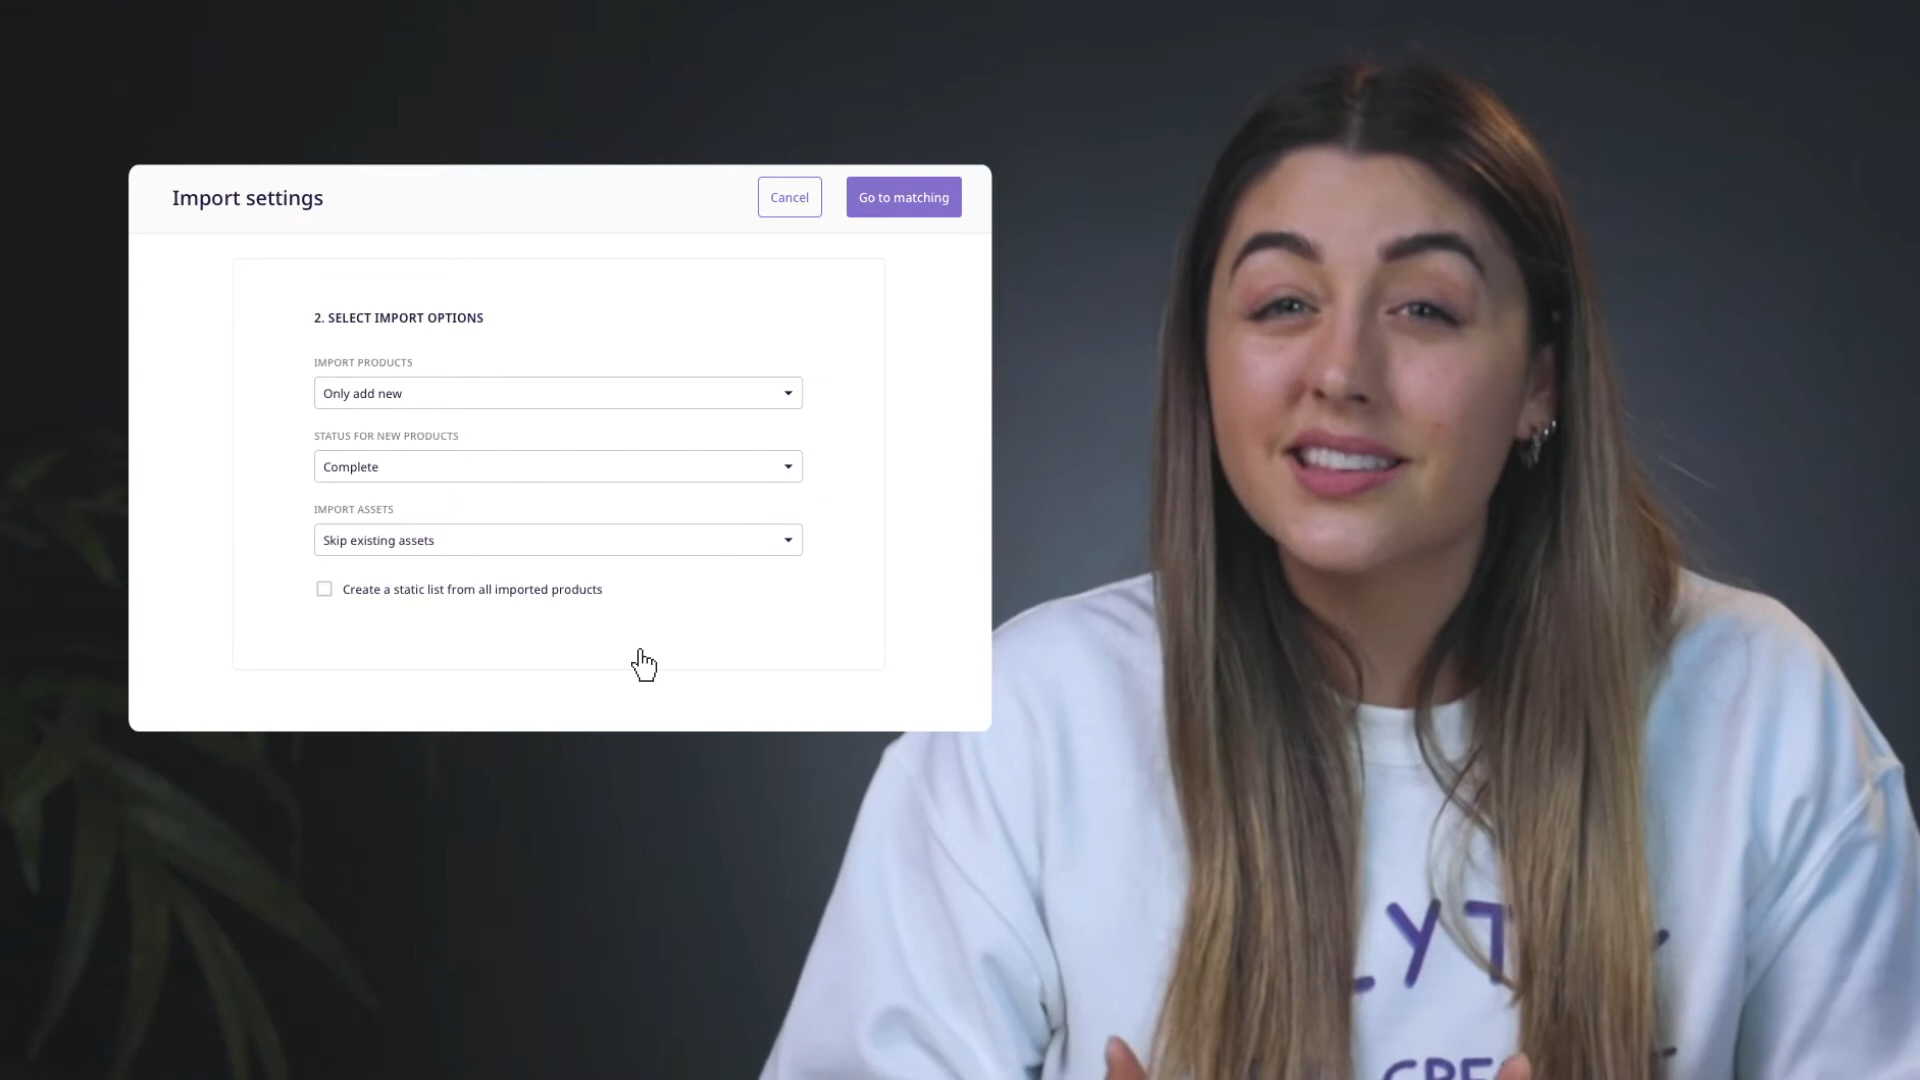 Import settings
Cancel
Go to matching
2. SELECT IMPORT OPTIONS
IMPORT PRODUCTS
Only add new
STATUS FOR NEW PRODUCTS
Complete
IMPORT ASSETS
Skip existing assets
Create a static list from all imported products